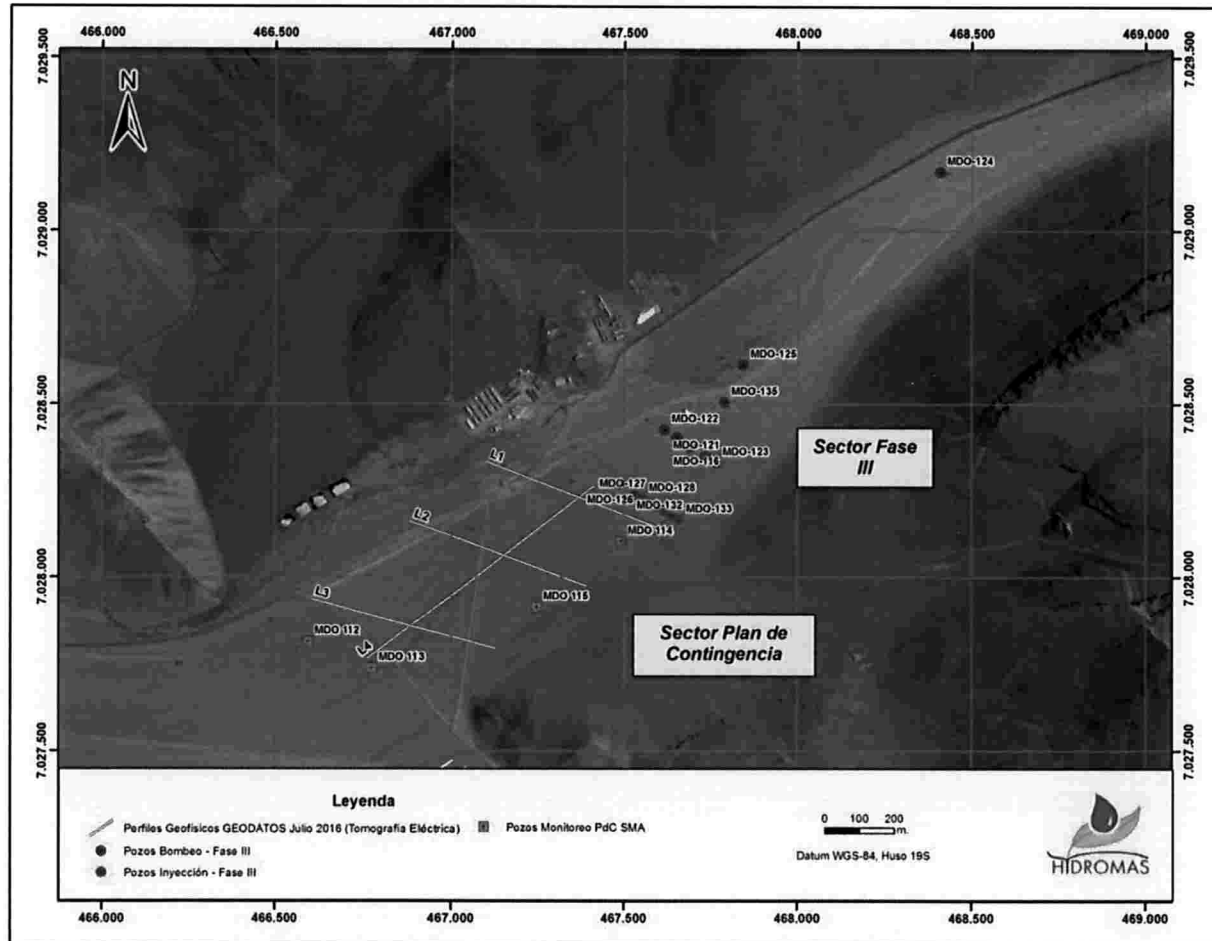 466.000 466.500 467.000 467.500 468.000 468.500 469.000
7.029.500 7.029.500
N
MDO-124
7.029.000 7.029.000
MDO-125
MDO-135
7.028.500 7.028.500
MDO-122
MDO-121
MDO-123
MDO-116
Sector Fase
III
L1
MDO-127
MDO-128
MDO-126
MDO-132
MDO-133
L2
MDO 114
7.028.000 7.028.000
L3
MDO 115
MDO 112
L4
MDO 113
Sector Plan de
Contingencia
7.027.500 7.027.500
Leyenda
Perfiles Geofísicos GEODATOS Julio 2016 (Tomografía Eléctrica)
Pozos Monitoreo PdC SMA
Pozos Bombeo - Fase III
Pozos Inyección - Fase III
0 100 200
m.
Datum WGS-84, Huso 19S
HIDROMAS
466.000 466.500 467.000 467.500 468.000 468.500 469.000